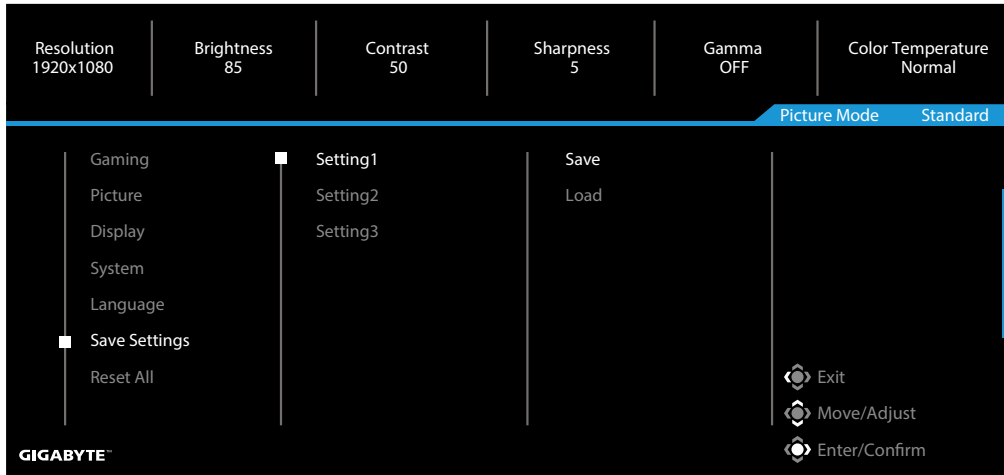 Resolution
1920x1080
Brightness
85
Contrast
50
Sharpness
5
Gamma
OFF
Color Temperature
Normal
Picture Mode Standard
Gaming
Picture
Display
System
Language
Save Settings
Reset All
Setting1
Setting2
Setting3
Save
Load
Exit
Move/Adjust
Enter/Confirm
GIGABYTE™